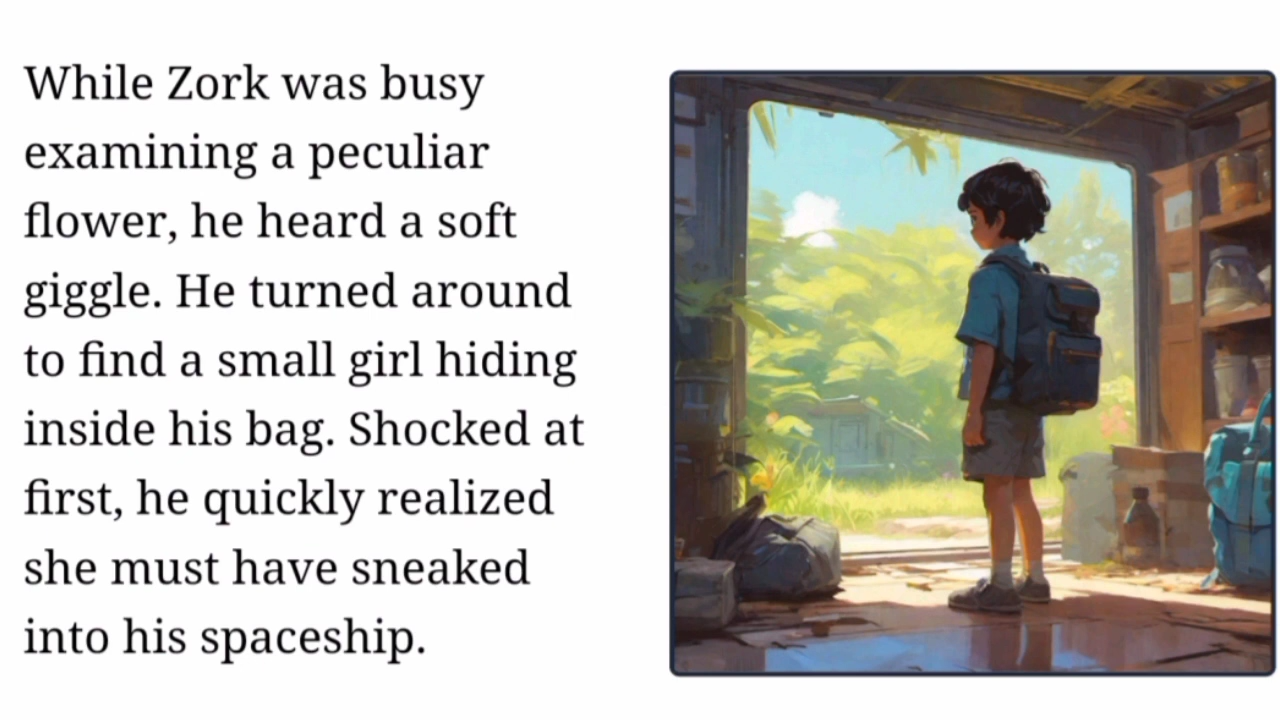 While Zork was busy
examining a peculiar
flower, he heard a soft
giggle. He turned around
to find a small girl hiding
inside his bag. Shocked at
first, he quickly realized
she must have sneaked
into his spaceship.